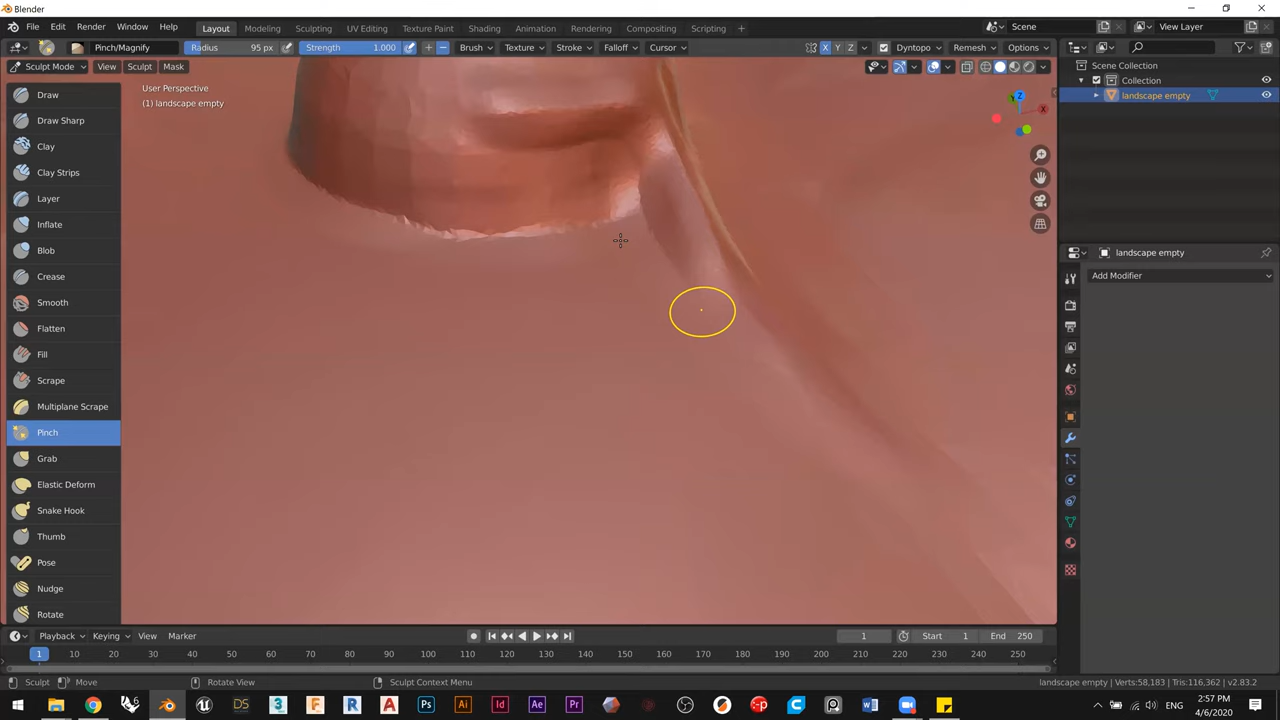 Blender
File Edit Render Window Help Layout Modeling Sculpting UV Editing Texture Paint Shading Animation Rendering Compositing Scripting + Scene View Layer
Pinch/Magnify Radius 95 px Strength 1.000 Brush Texture Stroke Falloff Cursor X Y Z Dyntopo Remesh Options
Sculpt Mode View Sculpt Mask
Scene Collection
Collection
landscape empty
User Perspective
(1) landscape empty
Z
X
Draw
Draw Sharp
Clay
Clay Strips
Layer
Inflate
Blob
Crease
Smooth
Flatten
Fill
Scrape
Multiplane Scrape
Pinch
Grab
Elastic Deform
Snake Hook
Thumb
Pose
Nudge
Rotate
landscape empty
Add Modifier
Playback Keying View Marker 1 Start 1 End 250
1 10 20 30 40 50 60 70 80 90 100 110 120 130 140 150 160 170 180 190 200 210 220 230 240 250
Sculpt Move Rotate View Sculpt Context Menu landscape empty | Verts:58,183 | Tris:116,362 | v2.83.2
DS 3 F R A Ps Ai Id Ae Pr W ENG 2:57 PM
4/6/2020